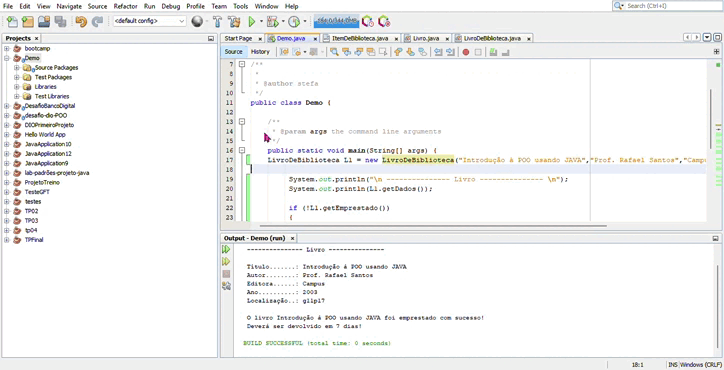 File Edit View Navigate Source Refactor Run Debug Profile Team Tools Window Help
Search (Ctrl+I)
<default config>
Projects
bootcamp
Demo
Source Packages
Test Packages
Libraries
Test Libraries
DesafioBancoDigital
desafio-dio-POO
DIOPrimeiroProjeto
Hello World App
JavaApplication10
JavaApplication12
JavaApplication9
lab-padrões-projeto-java
ProjetoTreino
TesteGFT
testes
TP02
TP03
tp04
TPFinal
Start Page Demo.java ItemDeBiblioteca.java Livro.java LivroDeBiblioteca.java
Source History
7 /**
8 *
9 * @author stefa
10 */
11 public class Demo {
12
13 /**
14 * @param args the command line arguments
15 */
16 public static void main(String[] args) {
17 LivroDeBiblioteca L1 = new LivroDeBiblioteca("Introdução à POO usando JAVA","Prof. Rafael Santos","Campu
18
19 System.out.println("\n --------------- Livro --------------- \n");
20 System.out.println(L1.getDados());
21
22 if (!L1.getEmprestado())
23 {
Output - Demo (run)
--------------- Livro ---------------
Título.......: Introdução à POO usando JAVA
Autor........: Prof. Rafael Santos
Editora......: Campus
Ano..........: 2003
Localização..: g1lp17
O livro Introdução à POO usando JAVA foi emprestado com sucesso!
Deverá ser devolvido em 7 dias!
BUILD SUCCESSFUL (total time: 0 seconds)
18:1 INS Windows (CRLF)